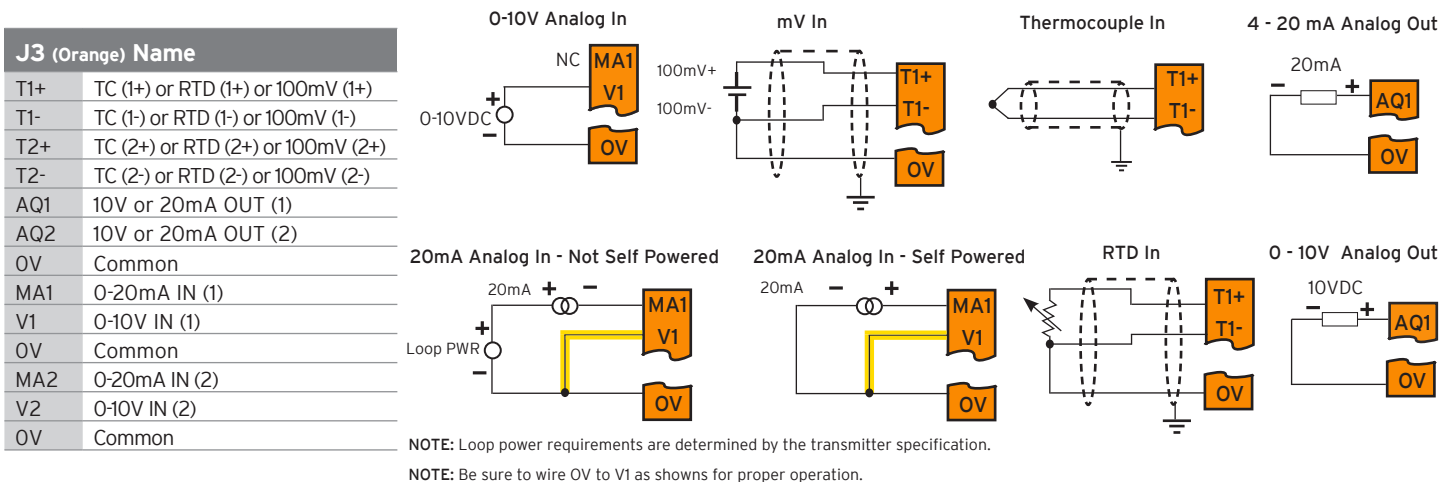 J3 (Orange) Name
T1+ TC (1+) or RTD (1+) or 100mV (1+)
T1- TC (1-) or RTD (1-) or 100mV (1-)
T2+ TC (2+) or RTD (2+) or 100mV (2+)
T2- TC (2-) or RTD (2-) or 100mV (2-)
AQ1 10V or 20mA OUT (1)
AQ2 10V or 20mA OUT (2)
0V Common
MA1 0-20mA IN (1)
V1 0-10V IN (1)
0V Common
MA2 0-20mA IN (2)
V2 0-10V IN (2)
0V Common
0-10V Analog In
NC MA1
V1
+
0-10VDC
−
0V
mV In
100mV+
100mV-
T1+
T1-
0V
Thermocouple In
T1+
T1-
4 - 20 mA Analog Out
20mA
− + AQ1
0V
20mA Analog In - Not Self Powered
20mA + − MA1
V1
+
Loop PWR
−
0V
20mA Analog In - Self Powered
20mA − + MA1
V1
0V
RTD In
T1+
T1-
0V
0 - 10V Analog Out
10VDC
− + AQ1
0V
NOTE: Loop power requirements are determined by the transmitter specification.
NOTE: Be sure to wire 0V to V1 as showns for proper operation.